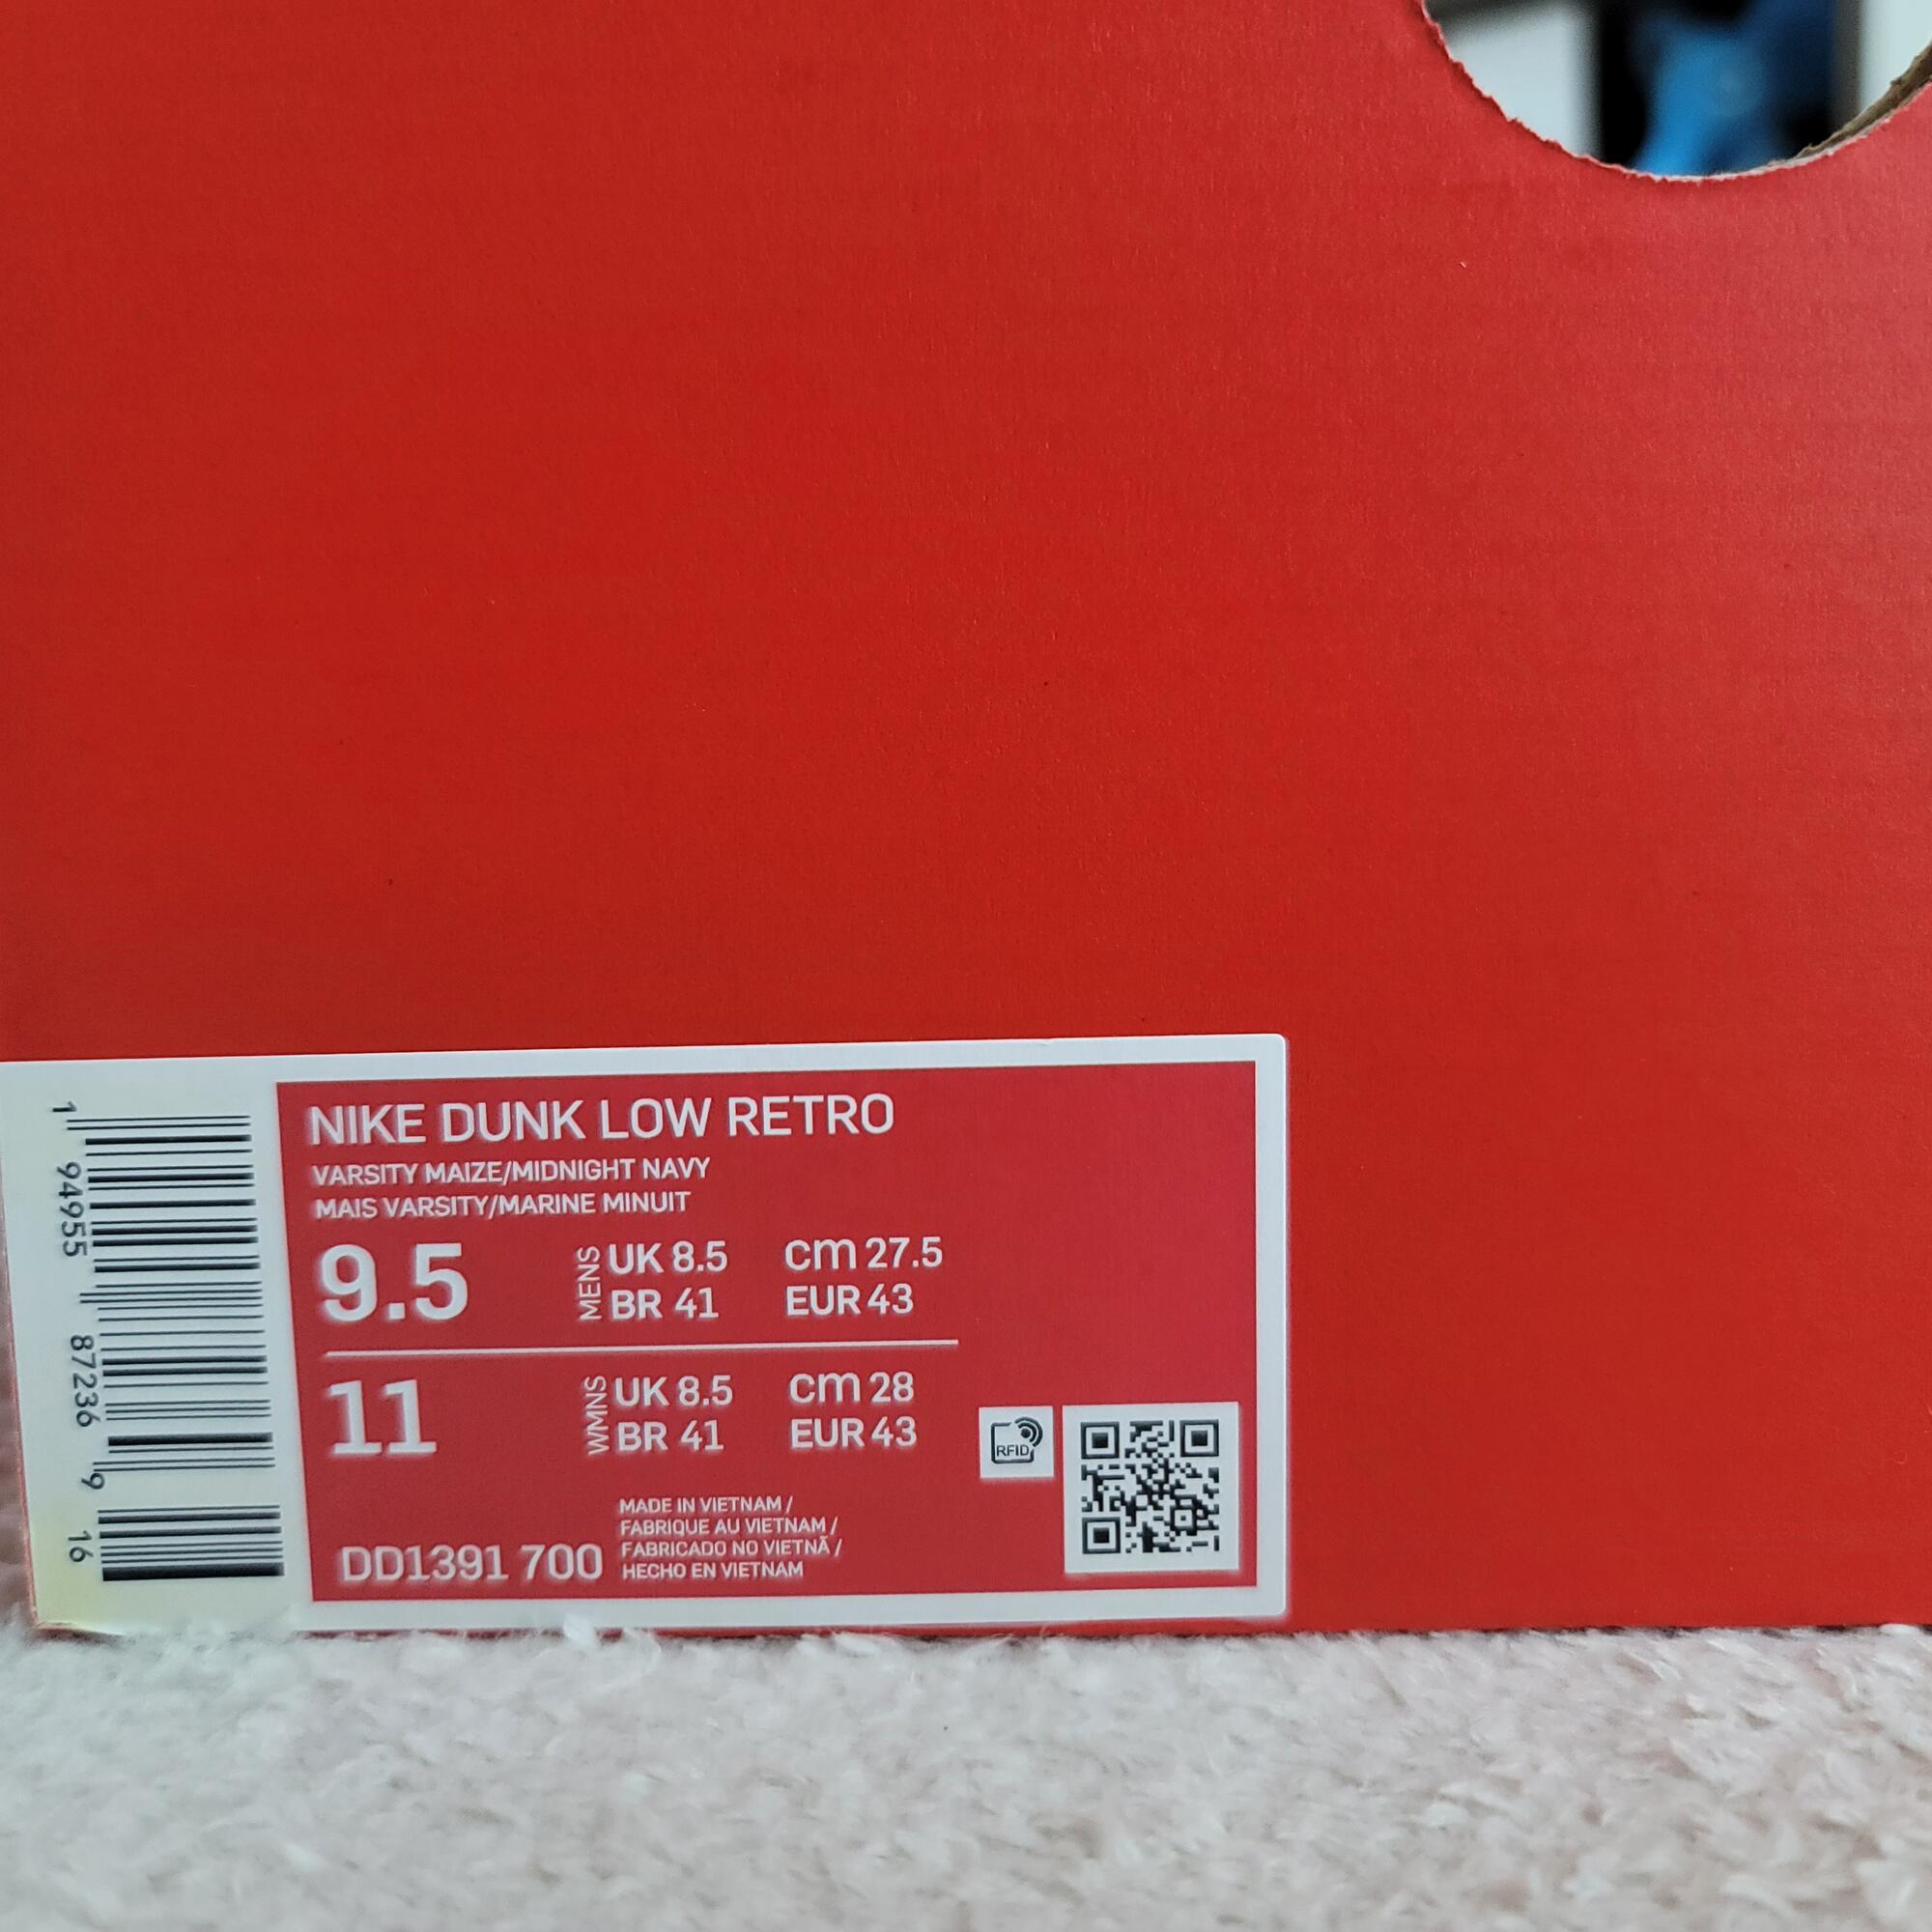 NIKE DUNK LOW RETRO
VARSITY MAIZE/MIDNIGHT NAVY
MAIS VARSITY/MARINE MINUIT
9.5 MENS UK 8.5 cm 27.5
BR 41 EUR 43
11 WMNS UK 8.5 cm 28
BR 41 EUR 43
RFID
DD1391 700
MADE IN VIETNAM /
FABRIQUE AU VIETNAM /
FABRICADO NO VIETNÃ /
HECHO EN VIETNAM
1 94955 87236 9 16